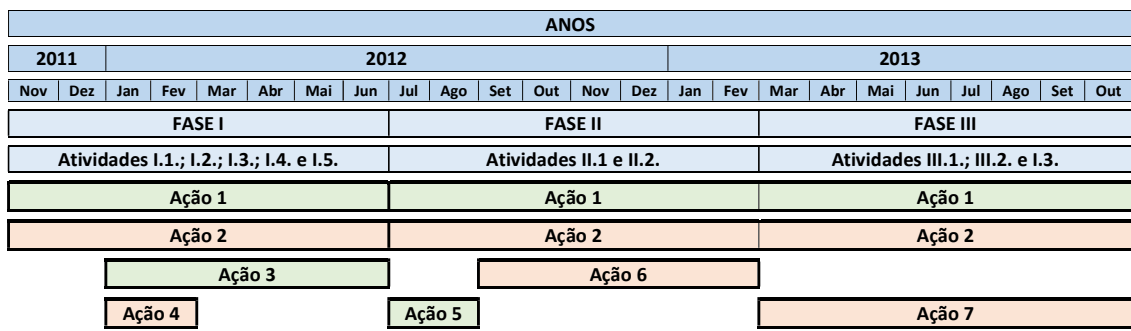 ANOS
2011 2012 2013
Nov Dez Jan Fev Mar Abr Mai Jun Jul Ago Set Out Nov Dez Jan Fev Mar Abr Mai Jun Jul Ago Set Out
FASE I FASE II FASE III
Atividades I.1.; I.2.; I.3.; I.4. e I.5. Atividades II.1 e II.2. Atividades III.1.; III.2. e I.3.
Ação 1 Ação 1 Ação 1
Ação 2 Ação 2 Ação 2
Ação 3 Ação 6
Ação 4 Ação 5 Ação 7